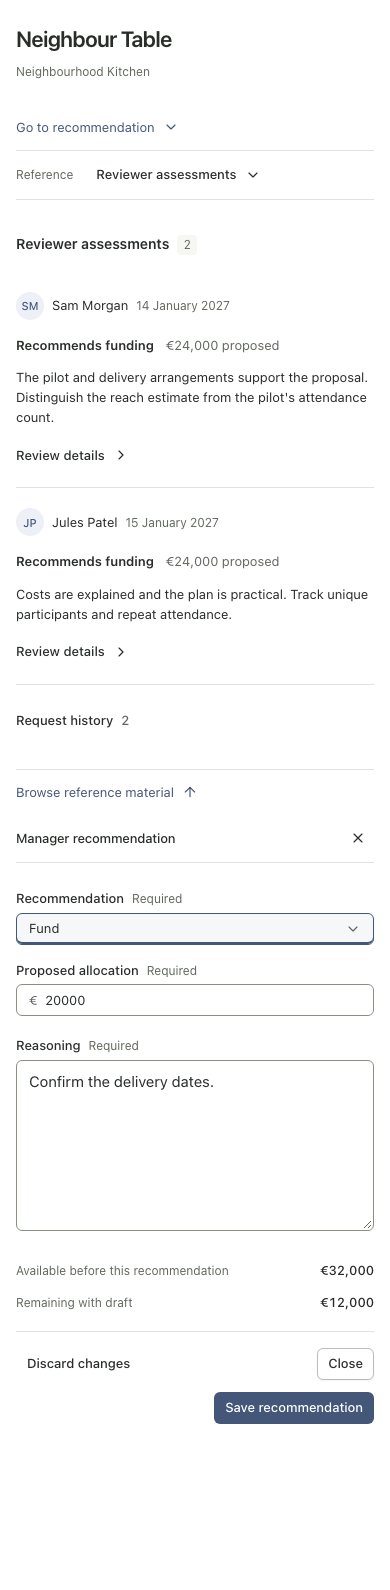 Neighbour Table
Neighbourhood Kitchen
Go to recommendation
Reference Reviewer assessments
Reviewer assessments 2
SM Sam Morgan 14 January 2027
Recommends funding €24,000 proposed
The pilot and delivery arrangements support the proposal.
Distinguish the reach estimate from the pilot's attendance
count.
Review details
JP Jules Patel 15 January 2027
Recommends funding €24,000 proposed
Costs are explained and the plan is practical. Track unique
participants and repeat attendance.
Review details
Request history 2
Browse reference material
Manager recommendation
Recommendation Required
Fund
Proposed allocation Required
€ 20000
Reasoning Required
Confirm the delivery dates.
Available before this recommendation €32,000
Remaining with draft €12,000
Discard changes Close
Save recommendation